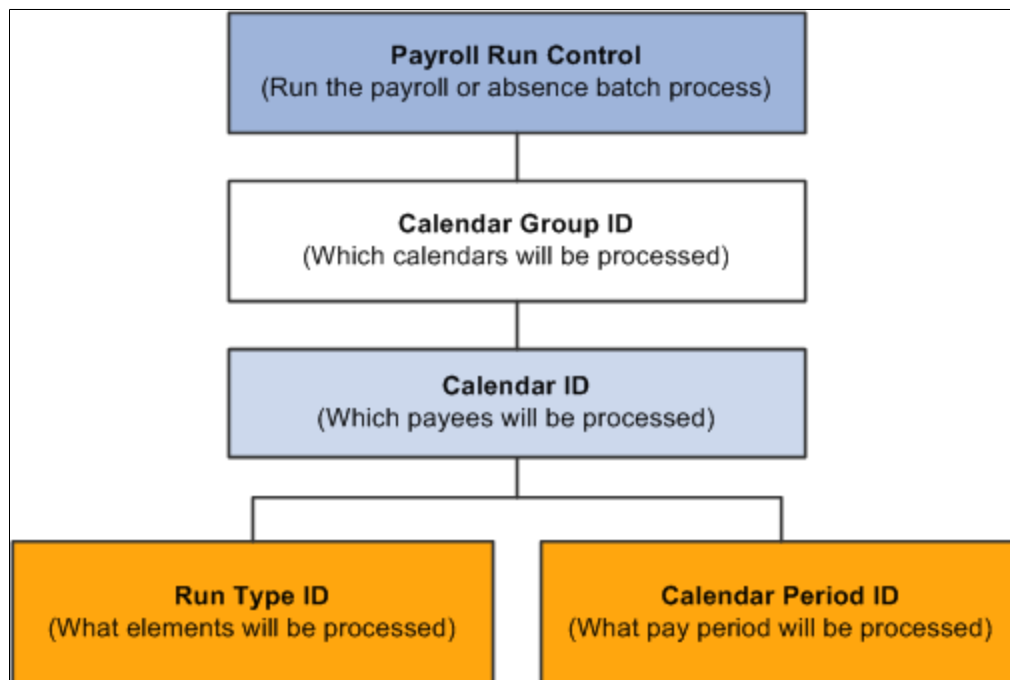 Payroll Run Control
(Run the payroll or absence batch process)
Calendar Group ID
(Which calendars will be processed)
Calendar ID
(Which payees will be processed)
Run Type ID
(What elements will be processed)
Calendar Period ID
(What pay period will be processed)